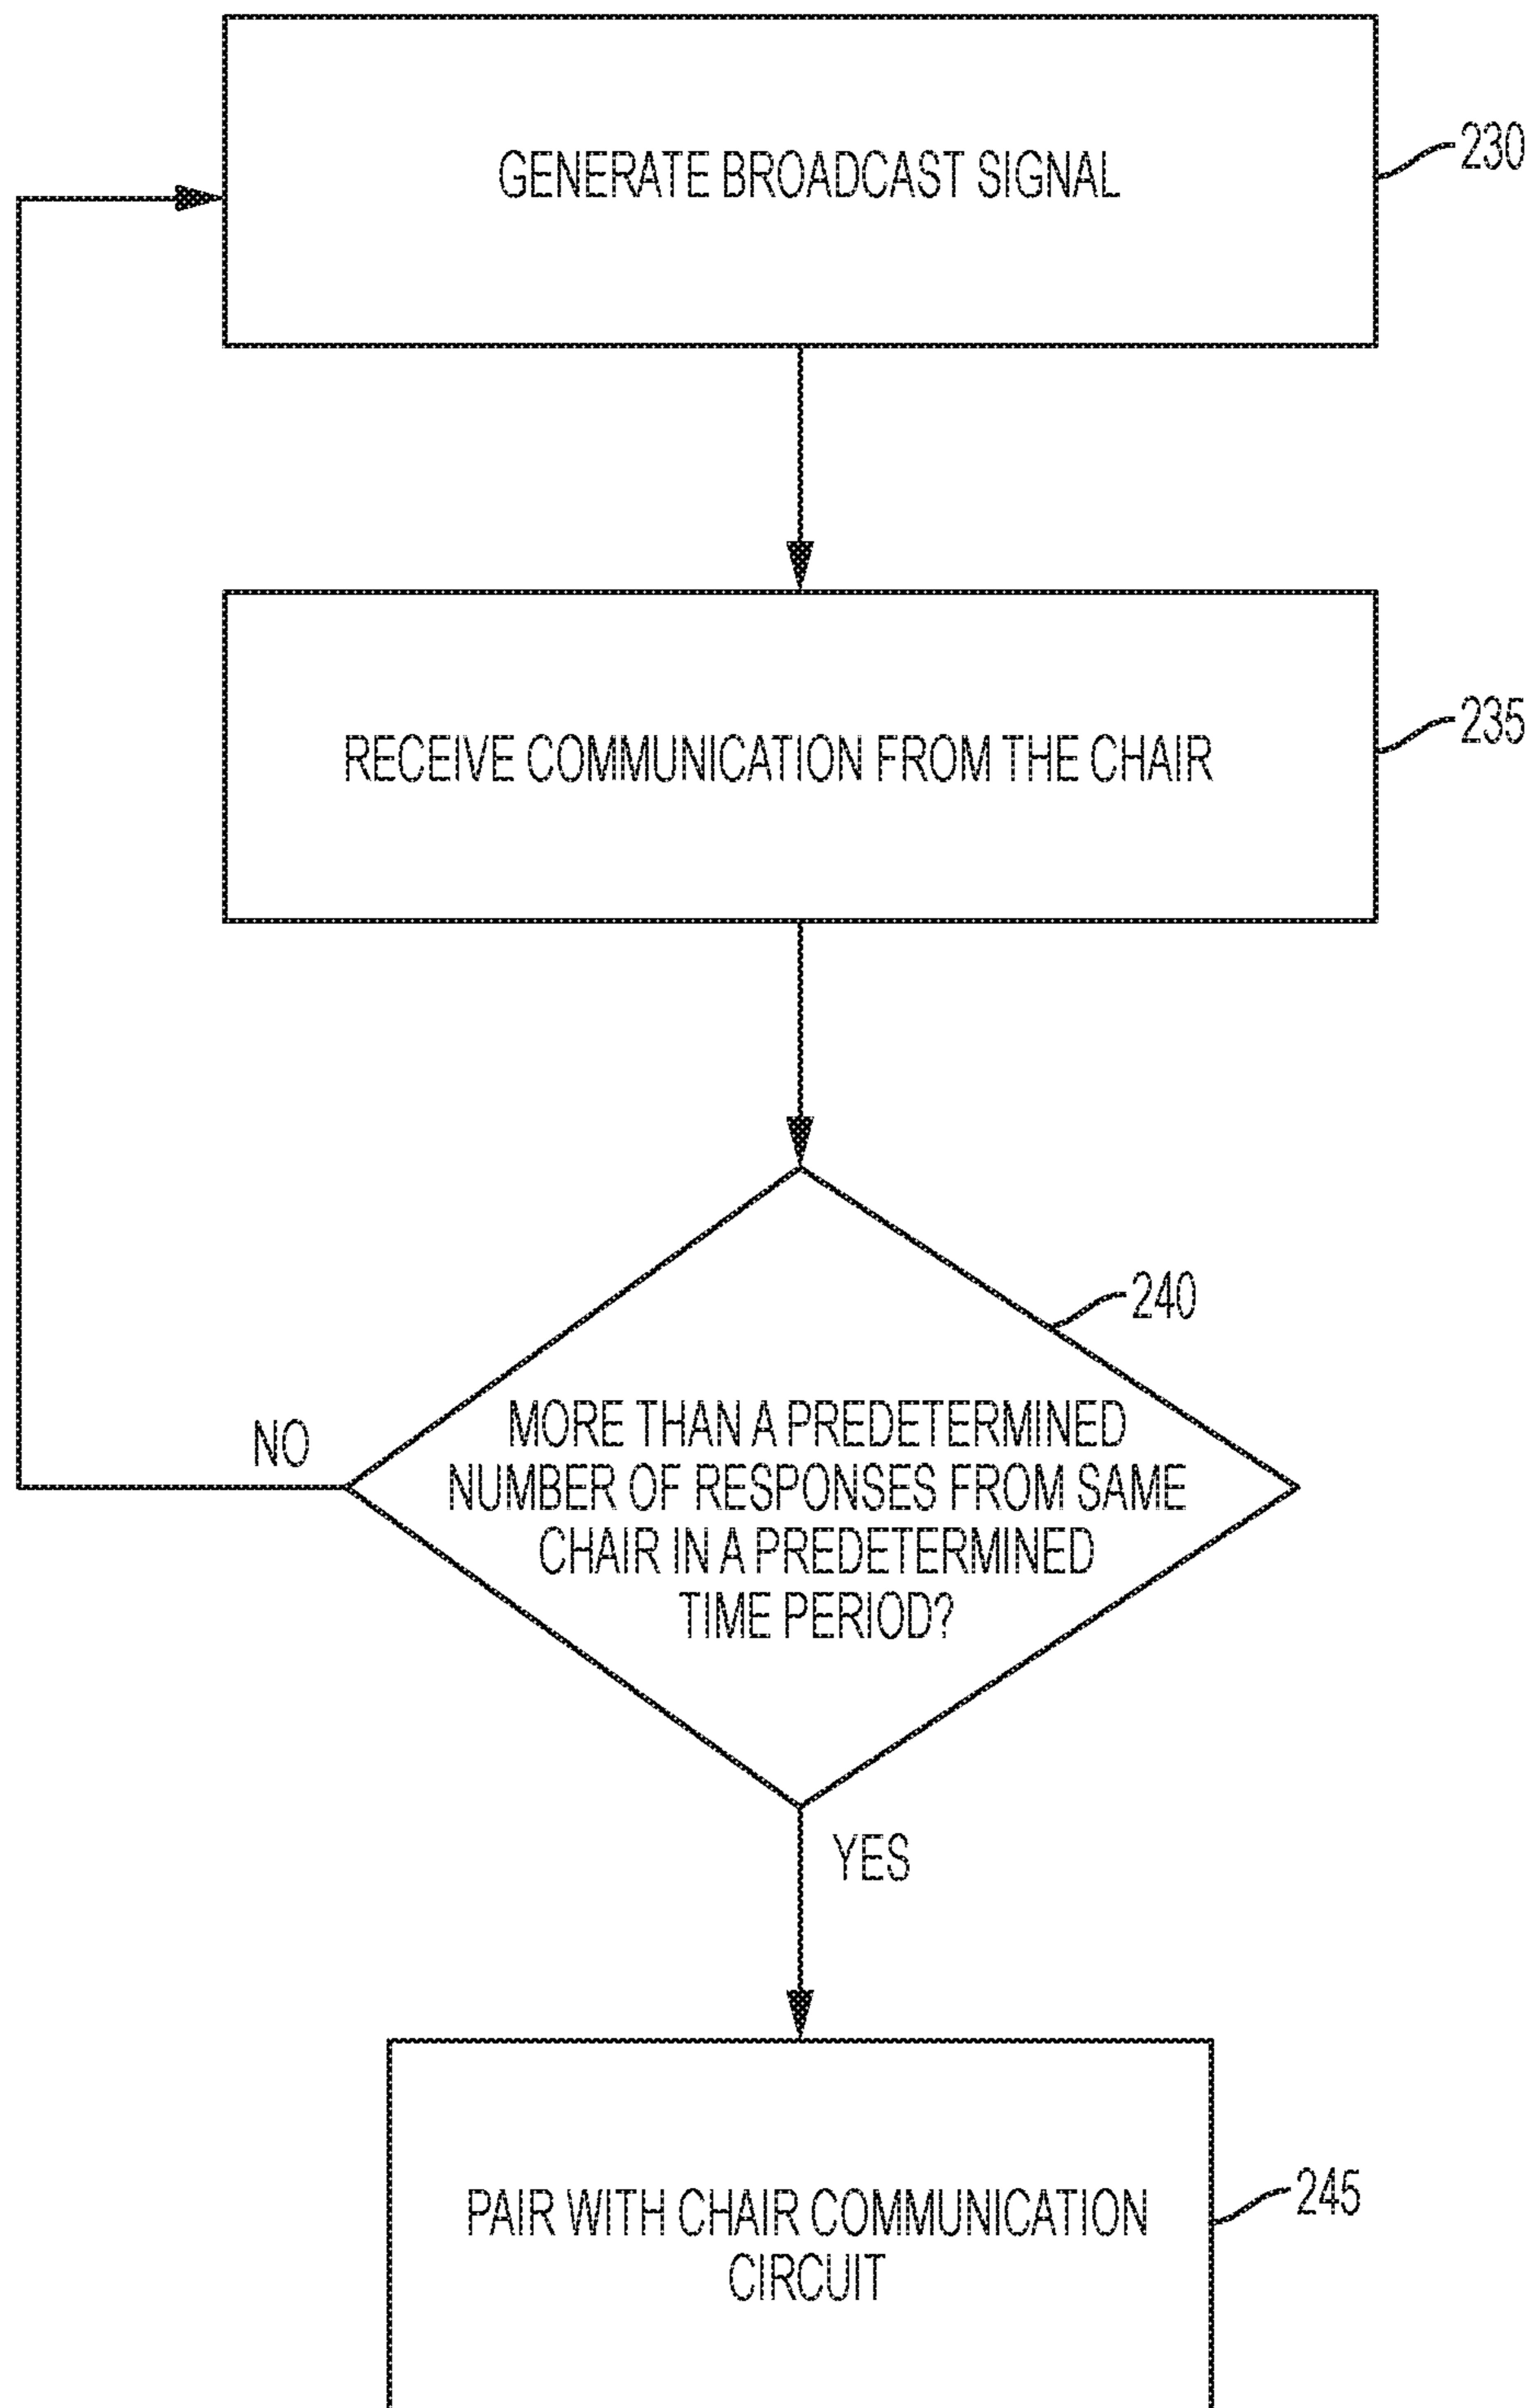 GENERATE BROADCAST SIGNAL
230
RECEIVE COMMUNICATION FROM THE CHAIR
235
240
MORE THAN A PREDETERMINED
NUMBER OF RESPONSES FROM SAME
CHAIR IN A PREDETERMINED
TIME PERIOD?
NO
YES
PAIR WITH CHAIR COMMUNICATION
CIRCUIT
245